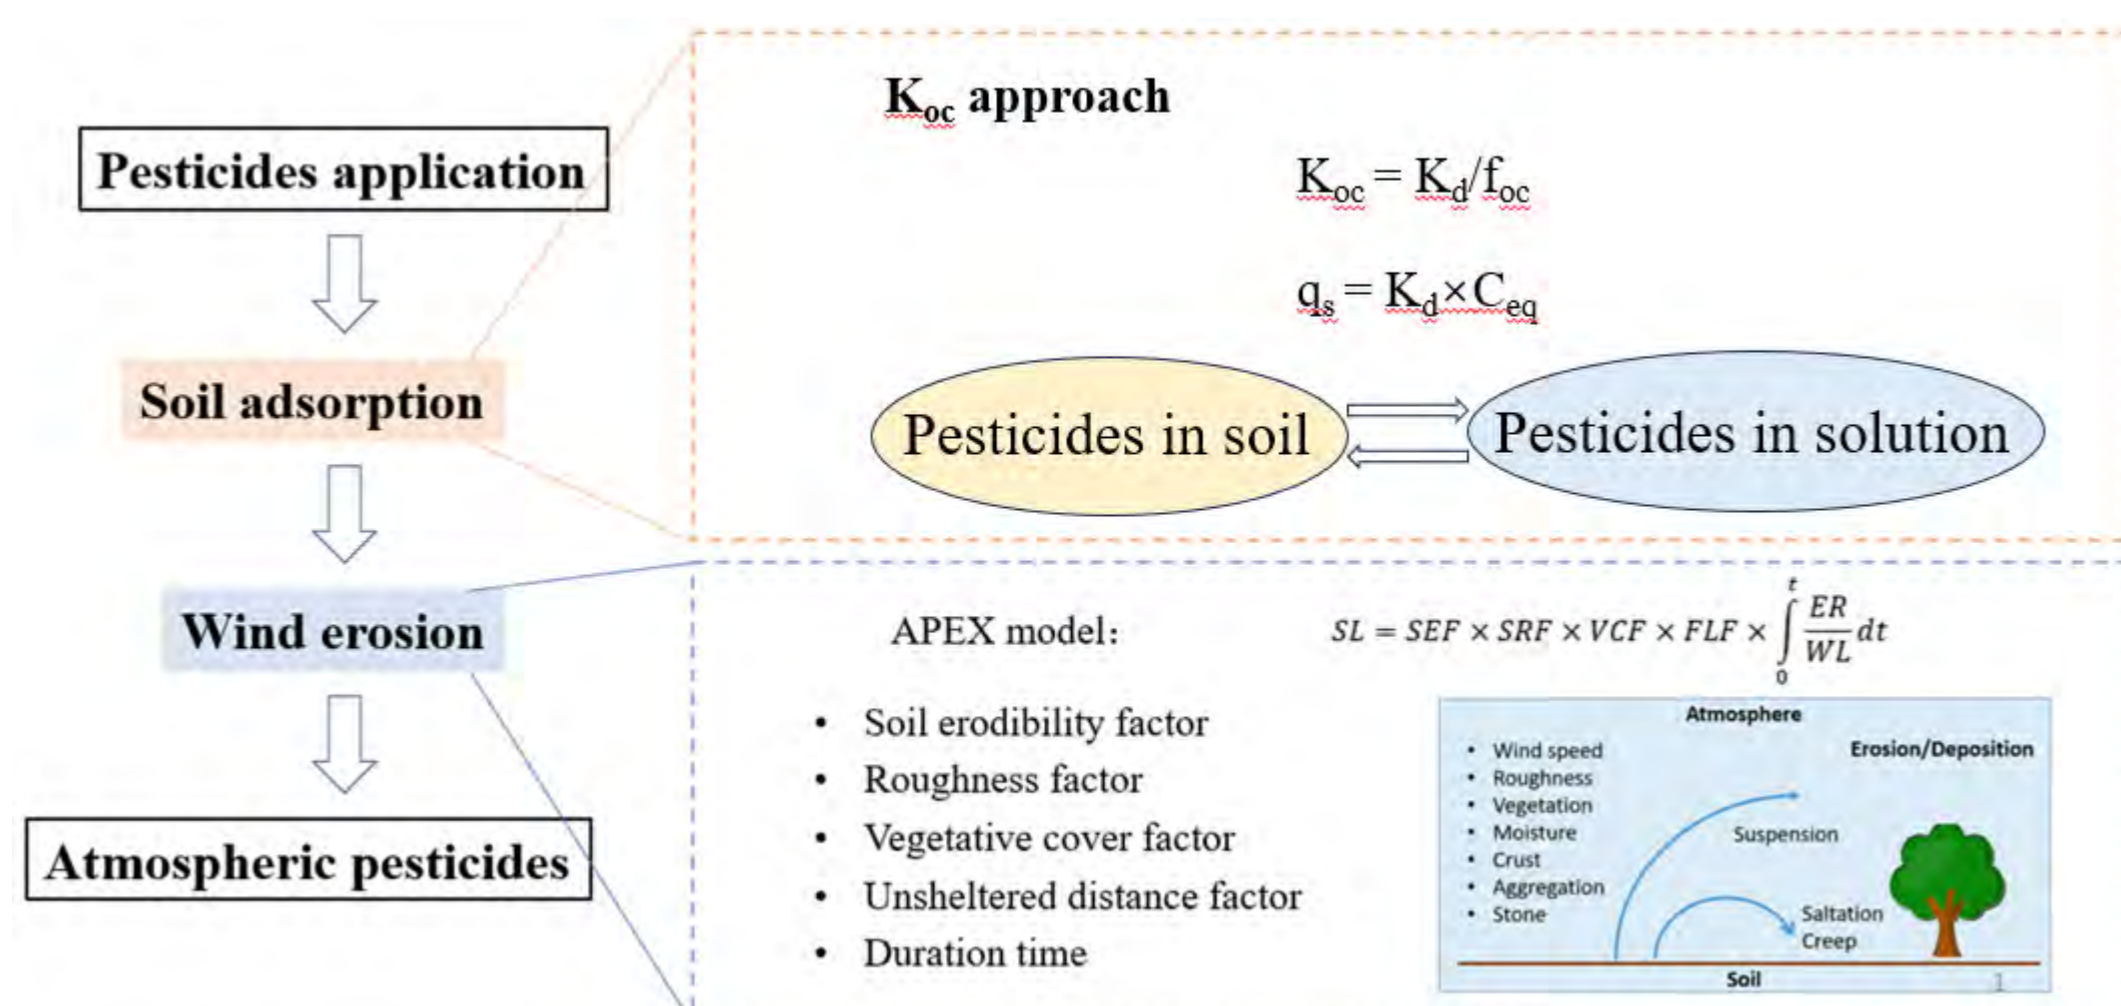 Pesticides application
Soil adsorption
Wind erosion
Atmospheric pesticides
Koc approach
Koc = Kd/foc
qs = Kd×Ceq
Pesticides in soil
Pesticides in solution
APEX model:
SL = SEF × SRF × VCF × FLF × ∫₀ᵗ ER/WL dt
• Soil erodibility factor
• Roughness factor
• Vegetative cover factor
• Unsheltered distance factor
• Duration time
Atmosphere
Erosion/Deposition
• Wind speed
• Roughness
• Vegetation
• Moisture
• Crust
• Aggregation
• Stone
Suspension
Saltation
Creep
Soil
1